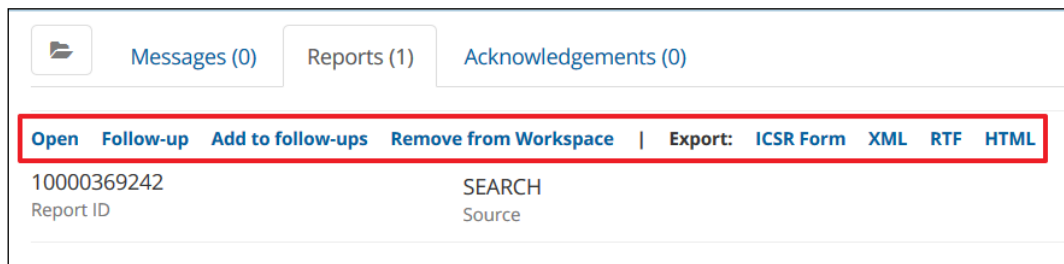 Messages (0) Reports (1) Acknowledgements (0)
Open Follow-up Add to follow-ups Remove from Workspace | Export: ICSR Form XML RTF HTML
10000369242 SEARCH
Report ID Source